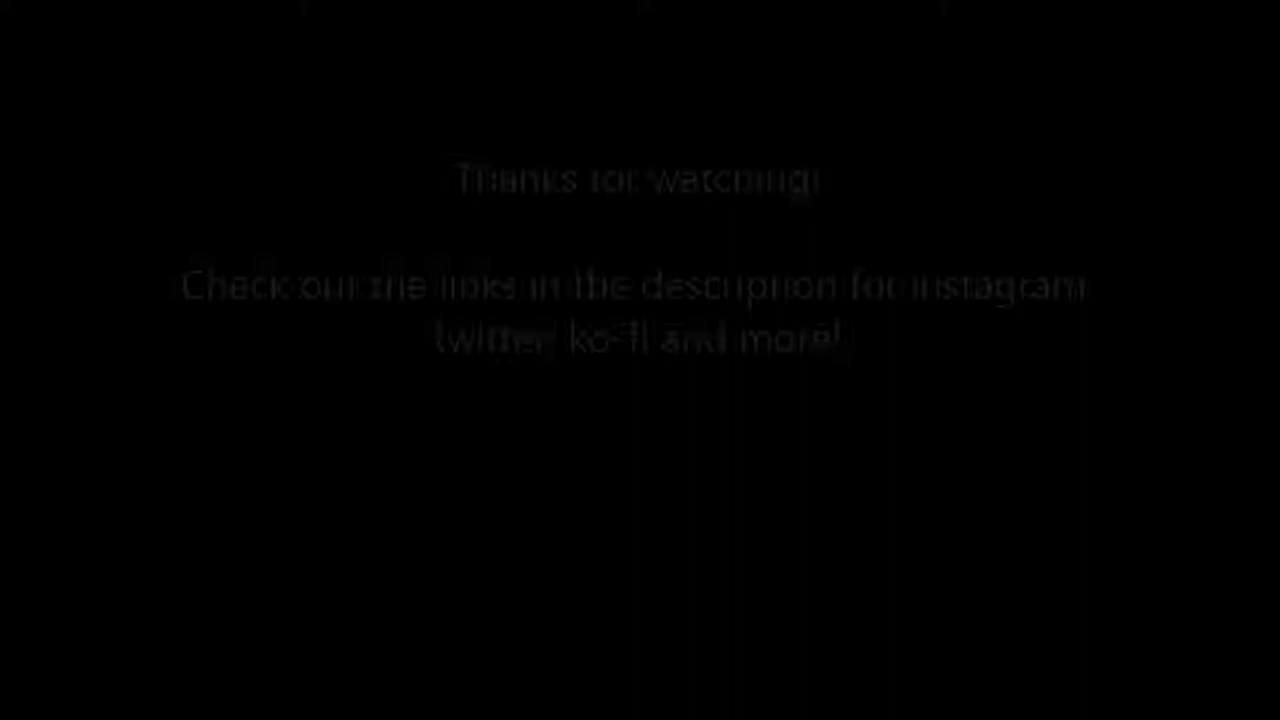 Thanks for watching!
Check out the links in the description for instagram
twitter, ko-fi and more!